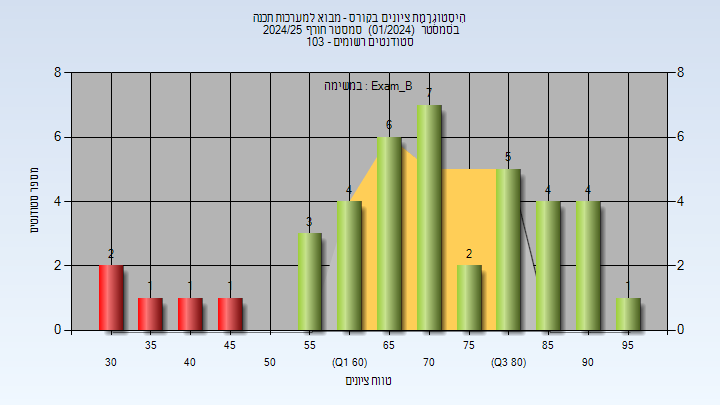 היסטוגרמת ציונים בקורס - מבוא למערכות תכנה
בסמסטר (01/2024) סמסטר חורף 2024/25
103 - סטודנטים רשומים
במשימה : Exam_B
8 8
7
6 6 6
5
4 4 4 4 4
3
2 2 2 2
1 1 1 1
0 0
מספר סטודנטים
35 45 55 65 75 85 95
30 40 50 (Q1 60) 70 (Q3 80) 90
טווח ציונים